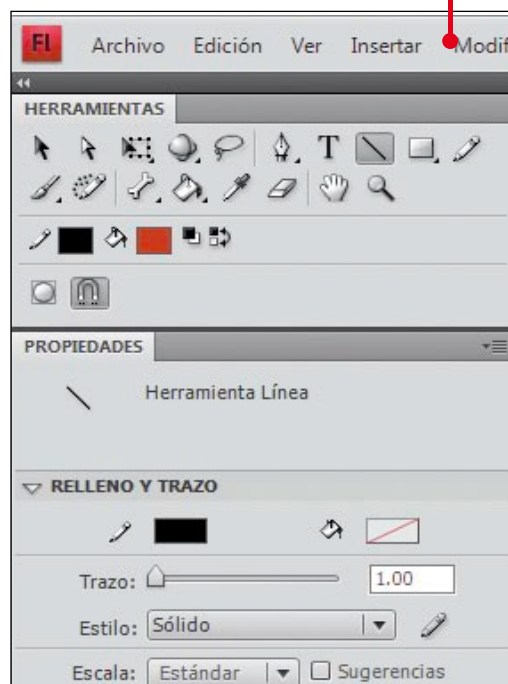 Fl Archivo Edición Ver Insertar Modif
HERRAMIENTAS
T
PROPIEDADES
Herramienta Línea
RELLENO Y TRAZO
Trazo: 1.00
Estilo: Sólido
Escala: Estándar Sugerencias